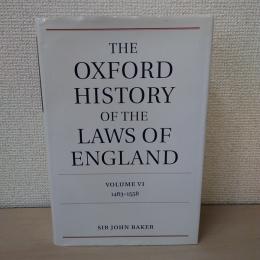 THE
OXFORD
HISTORY
OF THE
LAWS OF
ENGLAND
VOLUME VI
1483–1558
SIR JOHN BAKER